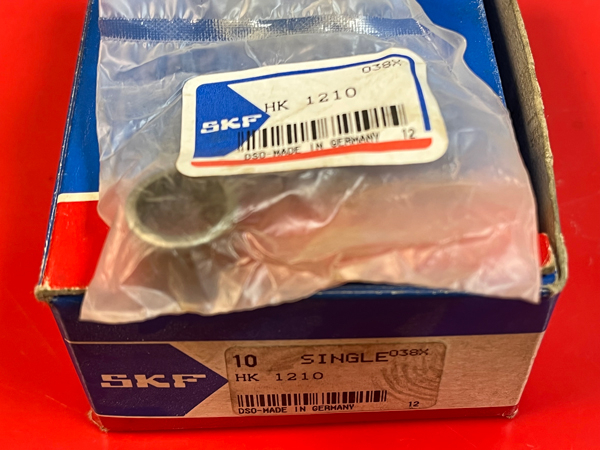 038X
HK 1210
SKF
DSO-MADE IN GERMANY 12
10 SINGLE 038X
SKF
HK 1210
DSO-MADE IN GERMANY 12